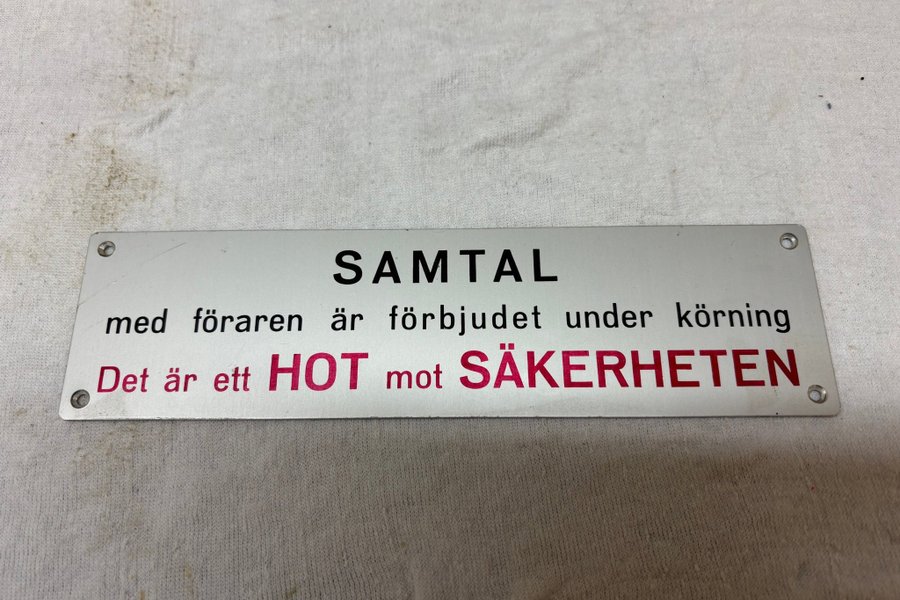 SAMTAL
med föraren är förbjudet under körning
Det är ett HOT mot SÄKERHETEN